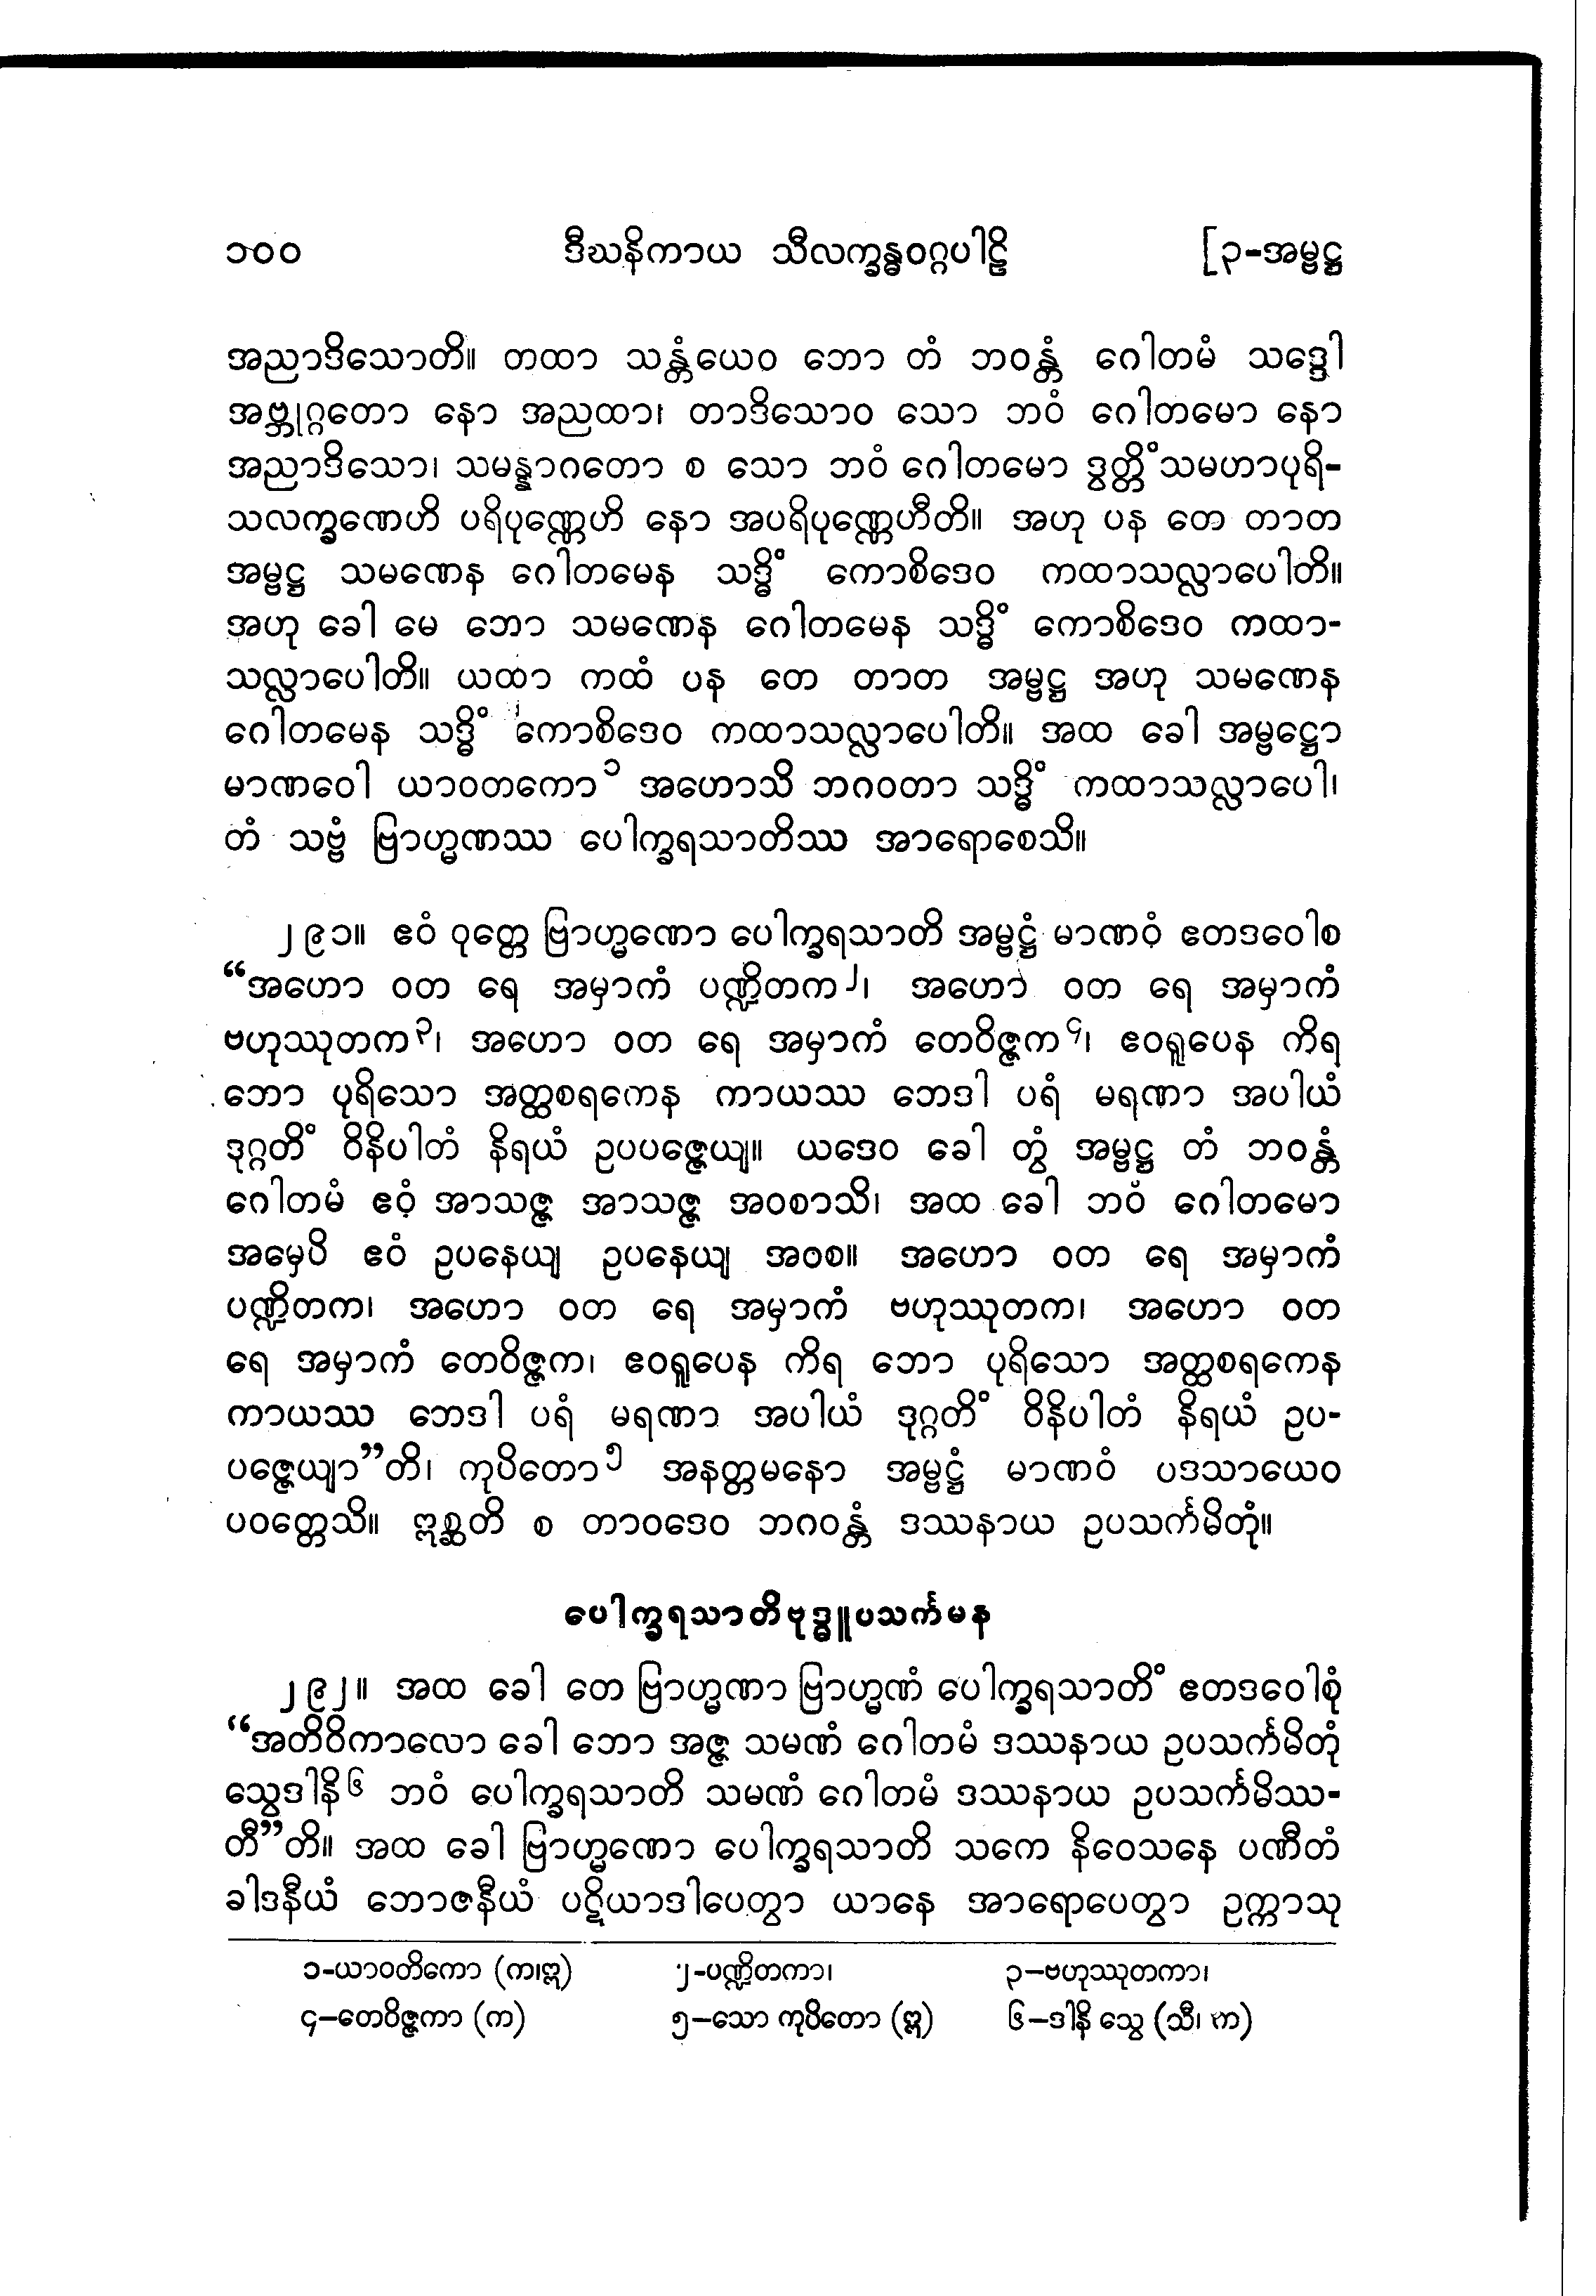 ၁၀၀ ဒီဃနိကာယ သီလက္ခန္ဓဝဂ္ဂပါဠိ [၃-အမ္ဗဋ္ဌ
အညာဒိသောတိ။ တထာ သန္တံယေဝ ဘော တံ ဘဝန္တံ ဂေါတမံ သဒ္ဒေါ
အဗ္ဘုဂ္ဂတော နော အညထာ၊ တာဒိသောဝ သော ဘဝံ ဂေါတမော နော
အညာဒိသော၊ သမန္နာဂတော စ သော ဘဝံ ဂေါတမော ဒွတ္တိံသမဟာပုရိ-
သလက္ခဏေဟိ ပရိပုဏ္ဏေဟိ နော အပရိပုဏ္ဏေဟီတိ။ အဟု ပန တေ တာတ
အမ္ဗဋ္ဌ သမဏေန ဂေါတမေန သဒ္ဓိံ ကောစိဒေဝ ကထာသလ္လာပေါတိ။
အဟု ခေါ မေ ဘော သမဏေန ဂေါတမေန သဒ္ဓိံ ကောစိဒေဝ ကထာ-
သလ္လာပေါတိ။ ယထာ ကထံ ပန တေ တာတ အမ္ဗဋ္ဌ အဟု သမဏေန
ဂေါတမေန သဒ္ဓိံ ကောစိဒေဝ ကထာသလ္လာပေါတိ။ အထ ခေါ အမ္ဗဋ္ဌော
မာဏဝေါ ယာဝတကော၁ အဟောသိ ဘဂဝတာ သဒ္ဓိံ ကထာသလ္လာပေါ၊
တံ သဗ္ဗံ ဗြာဟ္မဏဿ ပေါက္ခရသာတိဿ အာရောစေသိ။
၂၉၁။ ဧဝံ ဝုတ္တေ ဗြာဟ္မဏော ပေါက္ခရသာတိ အမ္ဗဋ္ဌံ မာဏဝံ ဧတဒဝေါစ
“အဟော ဝတ ရေ အမှာကံ ပဏ္ဍိတက၂၊ အဟော ဝတ ရေ အမှာကံ
ဗဟုဿုတက၃၊ အဟော ဝတ ရေ အမှာကံ တေဝိဇ္ဇက၄၊ ဧဝရူပေန ကိရ
ဘော ပုရိသော အတ္ထစရကေန ကာယဿ ဘေဒါ ပရံ မရဏာ အပါယံ
ဒုဂ္ဂတိံ ဝိနိပါတံ နိရယံ ဥပပဇ္ဇေယျ။ ယဒေဝ ခေါ တွံ အမ္ဗဋ္ဌ တံ ဘဝန္တံ
ဂေါတမံ ဧဝံ့ အာသဇ္ဇ အာသဇ္ဇ အဝစာသိ၊ အထ ခေါ ဘဝံ ဂေါတမော
အမှေပိ ဧဝံ ဥပနေယျ ဥပနေယျ အဝစ။ အဟော ဝတ ရေ အမှာကံ
ပဏ္ဍိတက၊ အဟော ဝတ ရေ အမှာကံ ဗဟုဿုတက၊ အဟော ဝတ
ရေ အမှာကံ တေဝိဇ္ဇက၊ ဧဝရူပေန ကိရ ဘော ပုရိသော အတ္ထစရကေန
ကာယဿ ဘေဒါ ပရံ မရဏာ အပါယံ ဒုဂ္ဂတိံ ဝိနိပါတံ နိရယံ ဥပ-
ပဇ္ဇေယျာ”တိ၊ ကုပိတော၅ အနတ္တမနော အမ္ဗဋ္ဌံ မာဏဝံ ပဒသာယေဝ
ပဝတ္တေသိ။ ဣစ္ဆတိ စ တာဝဒေဝ ဘဂဝန္တံ ဒဿနာယ ဥပသင်္ကမိတုံ။
ပေါက္ခရသာတိဗုဒ္ဓူပသင်္ကမန
၂၉၂။ အထ ခေါ တေ ဗြာဟ္မဏာ ဗြာဟ္မဏံ ပေါက္ခရသာတိံ ဧတဒဝေါစုံ
“အတိဝိကာလော ခေါ ဘော အဇ္ဇ သမဏံ ဂေါတမံ ဒဿနာယ ဥပသင်္ကမိတုံ
သွေဒါနိ၆ ဘဝံ ပေါက္ခရသာတိ သမဏံ ဂေါတမံ ဒဿနာယ ဥပသင်္ကမိဿ-
တီ”တိ။ အထ ခေါ ဗြာဟ္မဏော ပေါက္ခရသာတိ သကေ နိဝေသနေ ပဏီတံ
ခါဒနီယံ ဘောဇနီယံ ပဋိယာဒါပေတွာ ယာနေ အာရောပေတွာ ဥက္ကာသု
၁-ယာဝတိကော (က၊ဣ) ၂-ပဏ္ဍိတကာ၊ ၃–ဗဟုဿုတကာ၊
၄–တေဝိဇ္ဇကာ (က) ၅–သော ကုပိတော (ဣ) ၆–ဒါနိ သွေ (သီ၊ က)